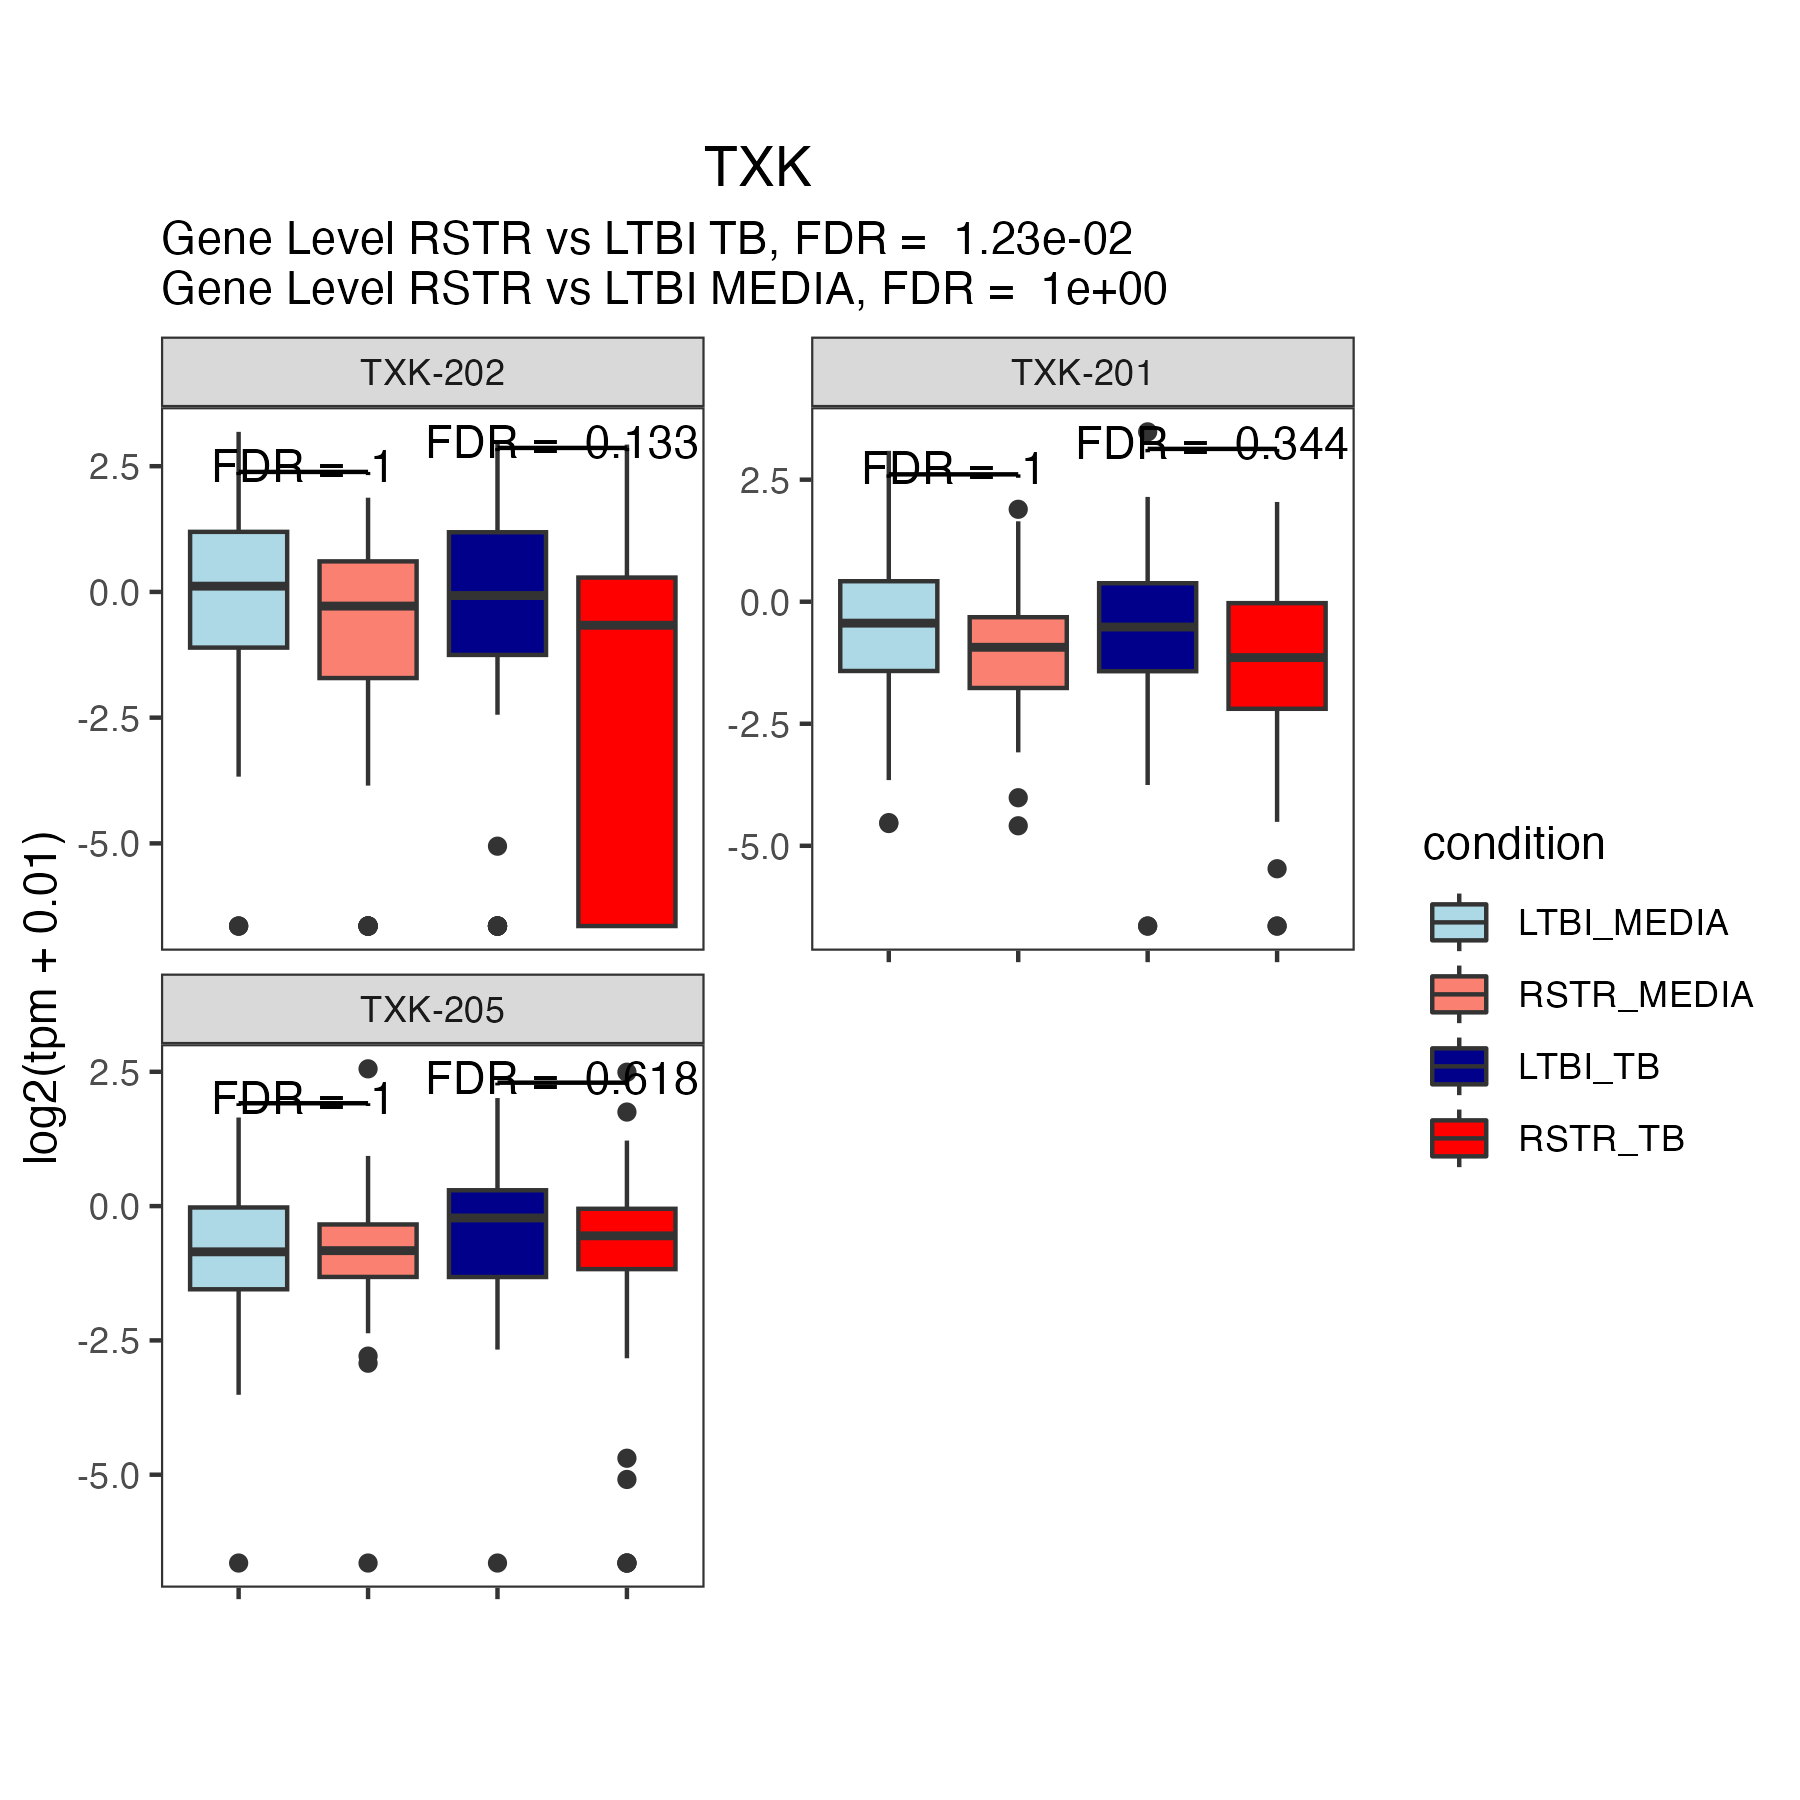 TXK
Gene Level RSTR vs LTBI TB, FDR =  1.23e-02
Gene Level RSTR vs LTBI MEDIA, FDR =  1e+00
TXK-202
FDR =  1
FDR =  0.133
2.5
0.0
-2.5
-5.0
TXK-201
FDR =  1
FDR =  0.344
2.5
0.0
-2.5
-5.0
TXK-205
FDR =  1
FDR =  0.618
2.5
0.0
-2.5
-5.0
log2(tpm + 0.01)
condition
LTBI_MEDIA
RSTR_MEDIA
LTBI_TB
RSTR_TB